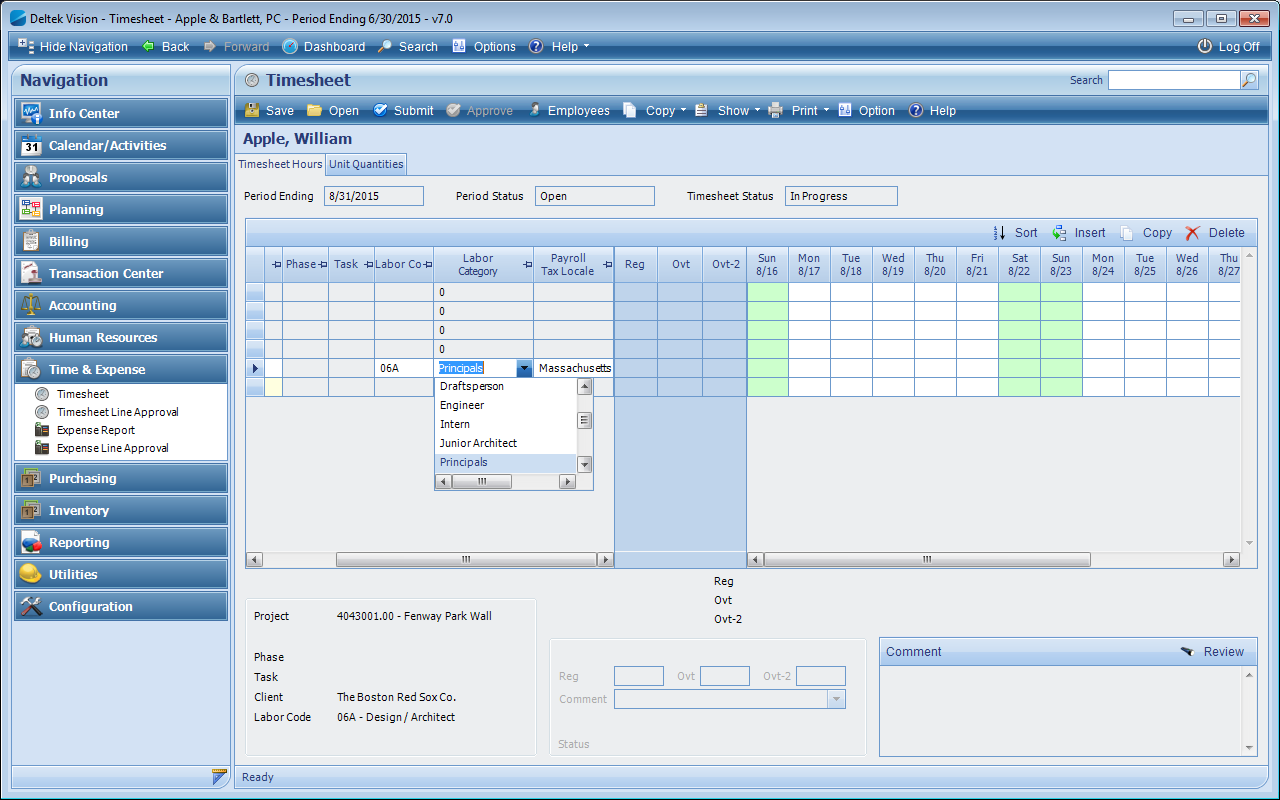 Deltek Vision - Timesheet - Apple & Bartlett, PC - Period Ending 6/30/2015 - v7.0
Hide Navigation Back Forward Dashboard Search Options Help Log Off
Navigation
Info Center
31 Calendar/Activities
Proposals
Planning
Billing
Transaction Center
Accounting
Human Resources
Time & Expense
Timesheet
Timesheet Line Approval
Expense Report
Expense Line Approval
Purchasing
Inventory
Reporting
Utilities
Configuration
Timesheet Search
Save Open Submit Approve Employees Copy Show Print Option Help
Apple, William
Timesheet Hours Unit Quantities
Period Ending 8/31/2015 Period Status Open Timesheet Status In Progress
Sort Insert Copy Delete
Phase Task Labor Co Labor Category Payroll Tax Locale Reg Ovt Ovt-2 Sun 8/16 Mon 8/17 Tue 8/18 Wed 8/19 Thu 8/20 Fri 8/21 Sat 8/22 Sun 8/23 Mon 8/24 Tue 8/25 Wed 8/26 Thu 8/27
0
0
0
0
06A Principals Massachusetts
Draftsperson
Engineer
Intern
Junior Architect
Principals
Reg
Ovt
Ovt-2
Project 4043001.00 - Fenway Park Wall
Phase
Task
Client The Boston Red Sox Co.
Labor Code 06A - Design / Architect
Reg Ovt Ovt-2
Comment
Status
Comment Review
Ready